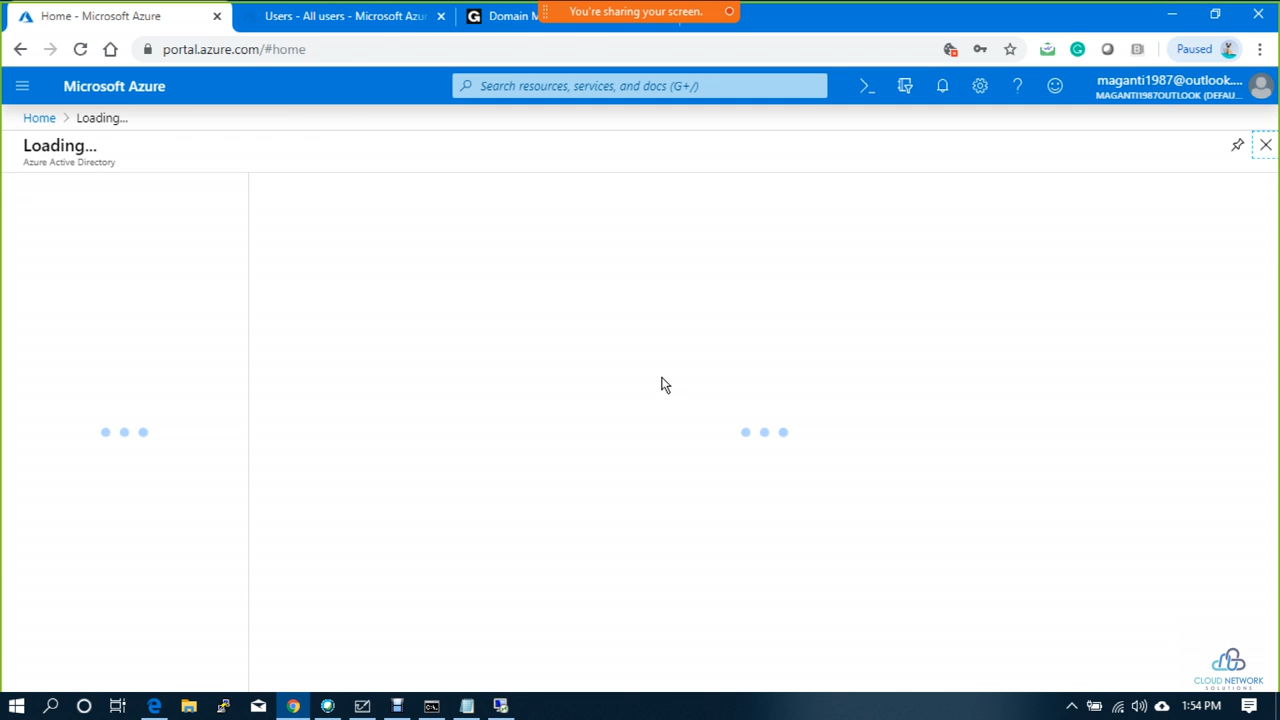 Home - Microsoft Azure
Users - All users - Microsoft Azu
Domain M
You're sharing your screen.
portal.azure.com/#home
Paused
Microsoft Azure
Search resources, services, and docs (G+/)
maganti1987@outlook....
MAGANTI1987OUTLOOK (DEFAU...
Home > Loading...
Loading...
Azure Active Directory
CLOUD NETWORK
SOLUTIONS
1:54 PM